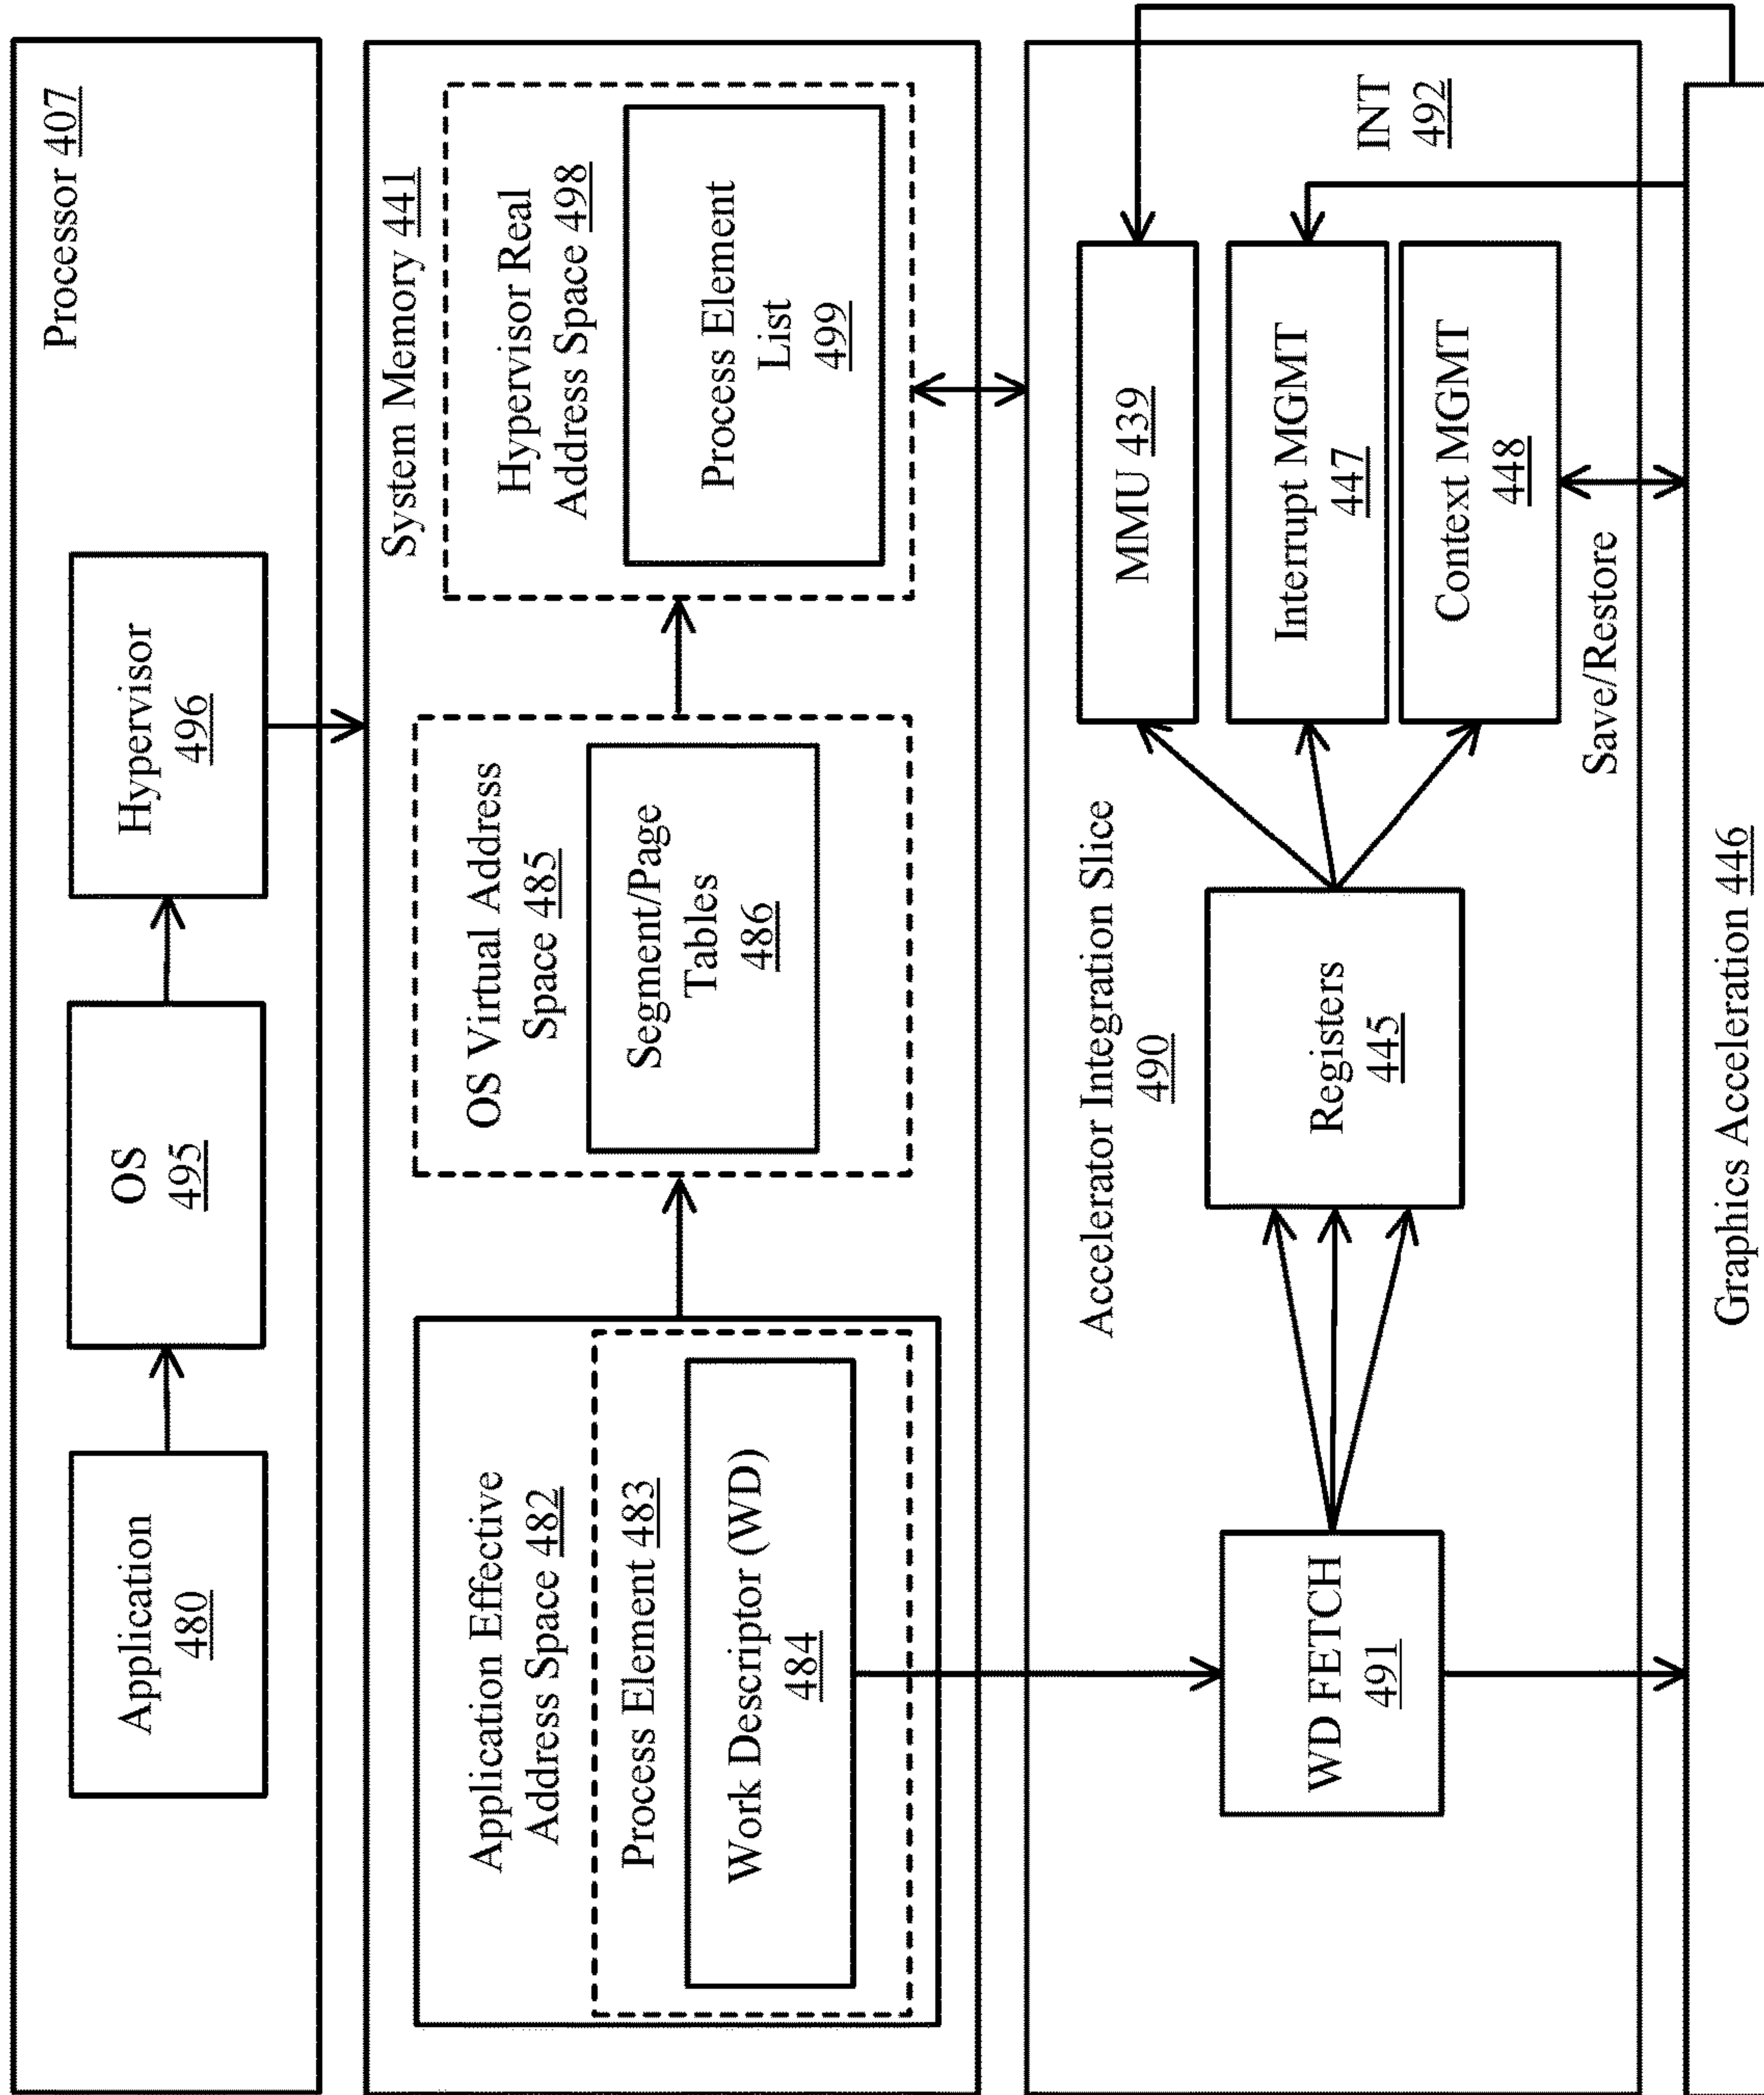 Processor 407
Application
480
OS
495
Hypervisor
496
System Memory 441
Application Effective
Address Space 482
Process Element 483
Work Descriptor (WD)
484
OS Virtual Address
Space 485
Segment/Page
Tables
486
Hypervisor Real
Address Space 498
Process Element
List
499
Accelerator Integration Slice
490
WD FETCH
491
Registers
445
MMU 439
Interrupt MGMT
447
Context MGMT
448
INT
492
Save/Restore
Graphics Acceleration 446